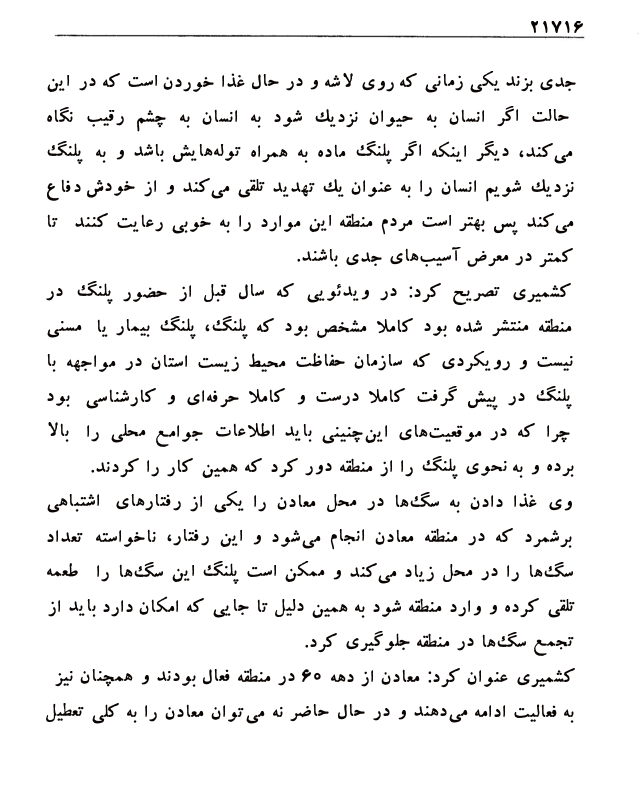 ۲۱۷۱۶
جدی بزند یکی زمانی که روی لاشه و در حال غذا خوردن است که در این
حالت اگر انسان به حیوان نزدیك شود به انسان به چشم رقیب نگاه
می‌کند، دیگر اینکه اگر پلنگ ماده به همراه توله‌هایش باشد و به پلنگ
نزدیك شویم انسان را به عنوان یك تهدید تلقی می‌کند و از خودش دفاع
می‌کند پس بهتر است مردم منطقه این موارد را به خوبی رعایت کنند تا
کمتر در معرض آسیب‌های جدی باشند.
کشمیری تصریح کرد: در ویدئویی که سال قبل از حضور پلنگ در
منطقه منتشر شده بود کاملا مشخص بود که پلنگ، پلنگ بیمار یا مسنی
نیست و رویکردی که سازمان حفاظت محیط زیست استان در مواجهه با
پلنگ در پیش گرفت کاملا درست و کاملا حرفه‌ای و کارشناسی بود
چرا که در موقعیت‌های این‌چنینی باید اطلاعات جوامع محلی را بالا
برده و به نحوی پلنگ را از منطقه دور کرد که همین کار را کردند.
وی غذا دادن به سگ‌ها در محل معادن را یکی از رفتارهای اشتباهی
برشمرد که در منطقه معادن انجام می‌شود و این رفتار، ناخواسته تعداد
سگ‌ها را در محل زیاد می‌کند و ممکن است پلنگ این سگ‌ها را طعمه
تلقی کرده و وارد منطقه شود به همین دلیل تا جایی که امکان دارد باید از
تجمع سگ‌ها در منطقه جلوگیری کرد.
کشمیری عنوان کرد: معادن از دهه ۶۰ در منطقه فعال بودند و همچنان نیز
به فعالیت ادامه می‌دهند و در حال حاضر نه می‌توان معادن را به کلی تعطیل